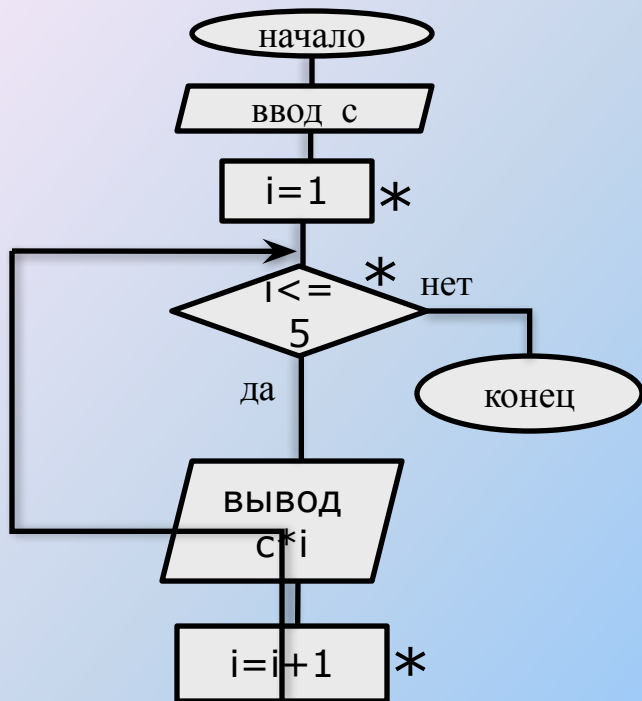 начало
ввод с
i=1 *
* 
i<=
5
нет
да
конец
вывод
c*i
i=i+1 *